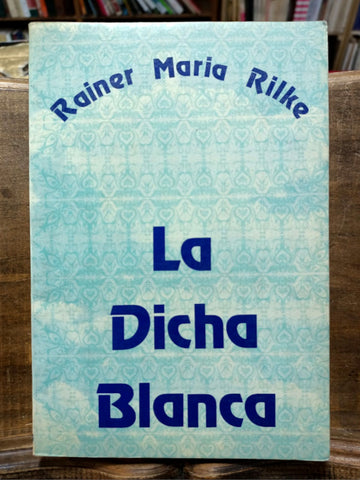 Rainer Maria Rilke
La
Dicha
Blanca